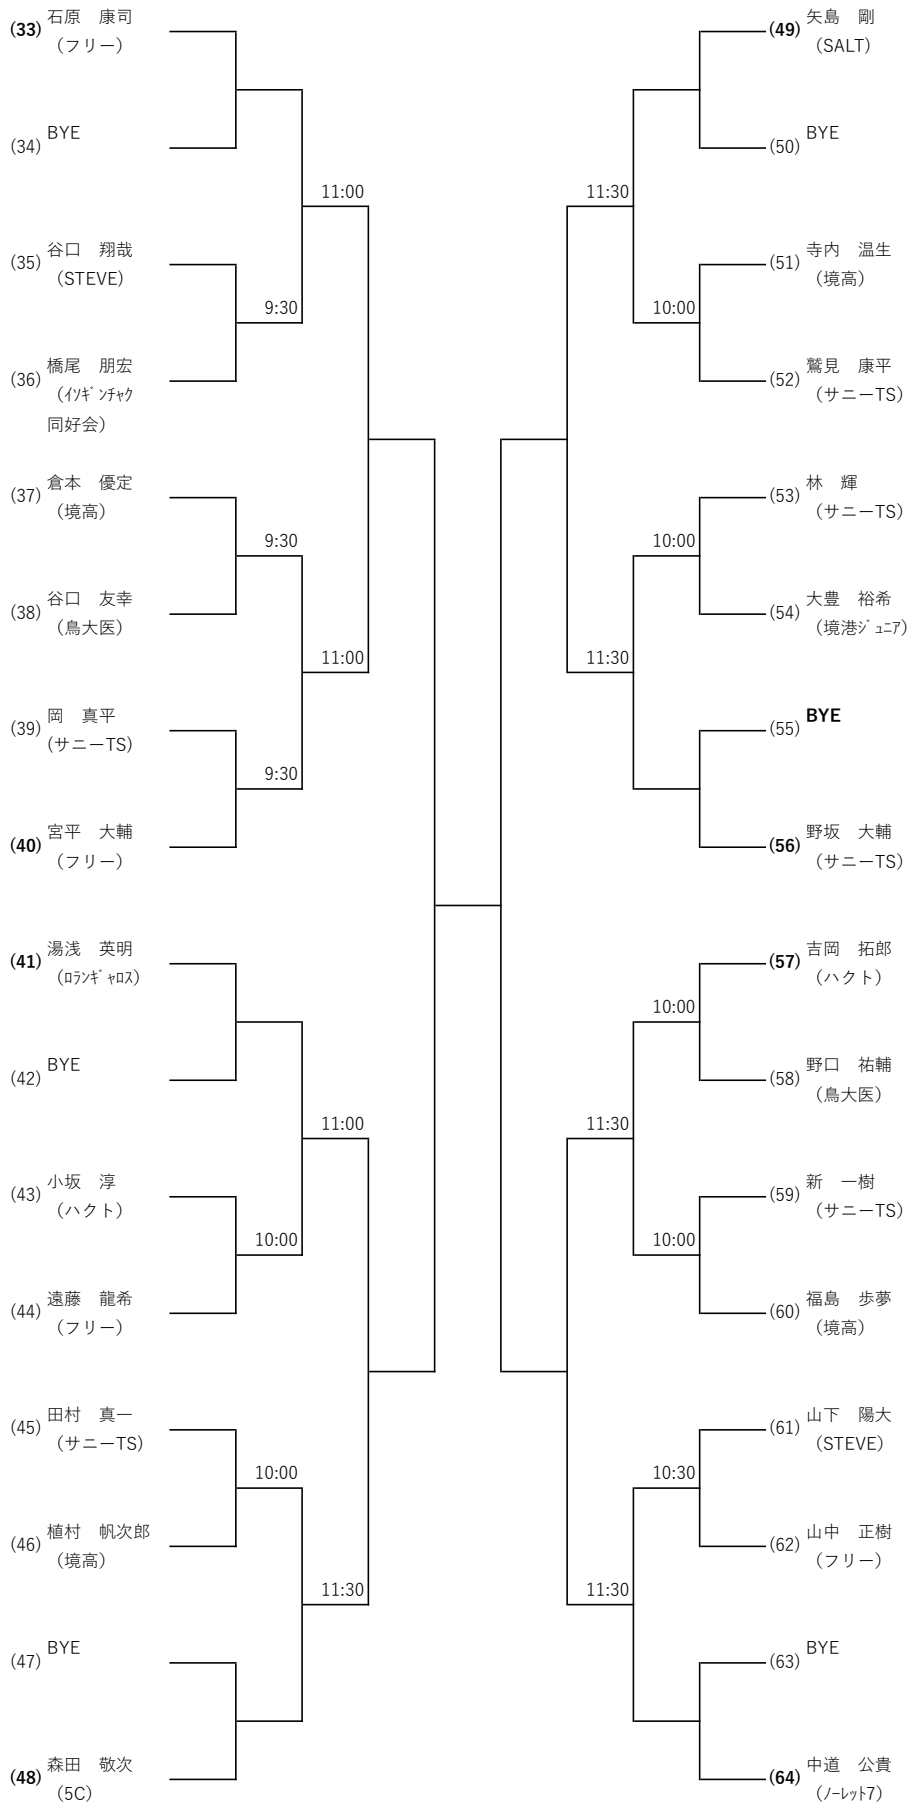 (33) 石原　康司
（フリー）
(34) BYE
11:00
(35) 谷口　翔哉
（STEVE）
9:30
(36) 橋尾　朋宏
（ｲｿｷﾞﾝﾁｬｸ
同好会）
(37) 倉本　優定
（境高）
9:30
(38) 谷口　友幸
（鳥大医）
11:00
(39) 岡　真平
（サニーTS）
9:30
(40) 宮平　大輔
（フリー）
(41) 湯浅　英明
（ﾛﾗﾝｷﾞｬﾛｽ）
(42) BYE
11:00
(43) 小坂　淳
（ハクト）
10:00
(44) 遠藤　龍希
（フリー）
(45) 田村　真一
（サニーTS）
10:00
(46) 植村　帆次郎
（境高）
11:30
(47) BYE
(48) 森田　敬次
（5C）
(49) 矢島　剛
（SALT）
(50) BYE
11:30
(51) 寺内　温生
（境高）
10:00
(52) 鷲見　康平
（サニーTS）
(53) 林　輝
（サニーTS）
10:00
(54) 大豊　裕希
（境港ｼﾞｭﾆｱ）
11:30
(55) BYE
(56) 野坂　大輔
（サニーTS）
(57) 吉岡　拓郎
（ハクト）
10:00
(58) 野口　祐輔
（鳥大医）
11:30
(59) 新　一樹
（サニーTS）
10:00
(60) 福島　歩夢
（境高）
(61) 山下　陽大
（STEVE）
10:30
(62) 山中　正樹
（フリー）
11:30
(63) BYE
(64) 中道　公貴
（ﾉｰﾚｯﾄ7）